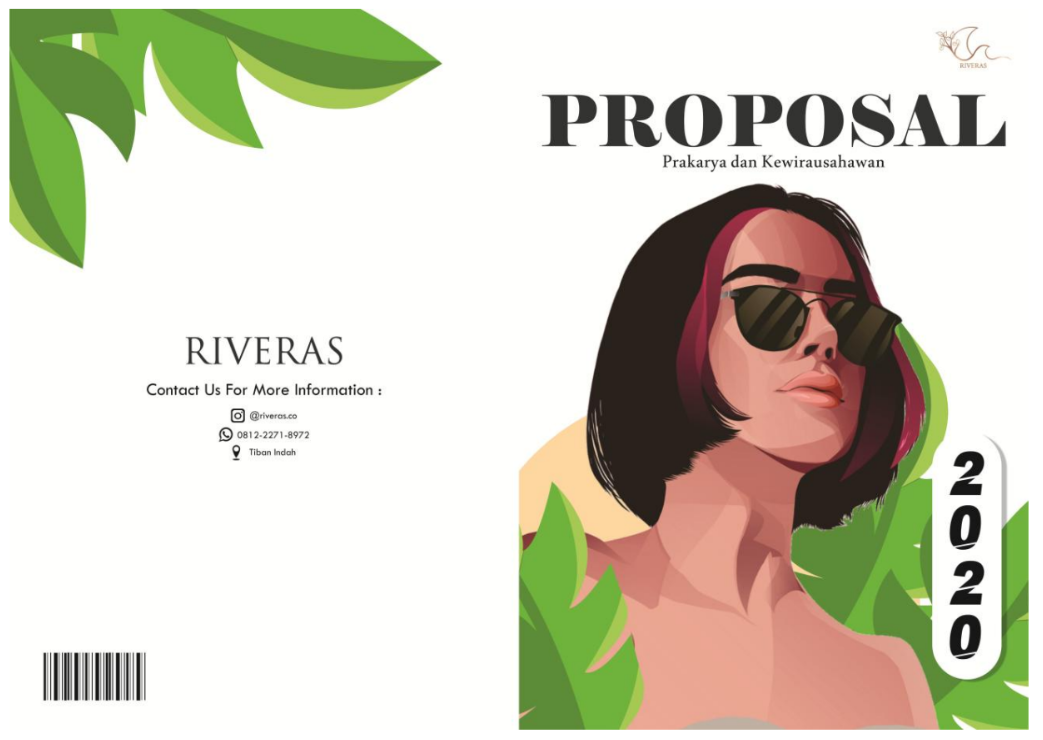 RIVERAS
Contact Us For More Information :
@riveras.co
0812-2271-8972
Tiban Indah
RIVERAS
PROPOSAL
Prakarya dan Kewirausahawan
2020